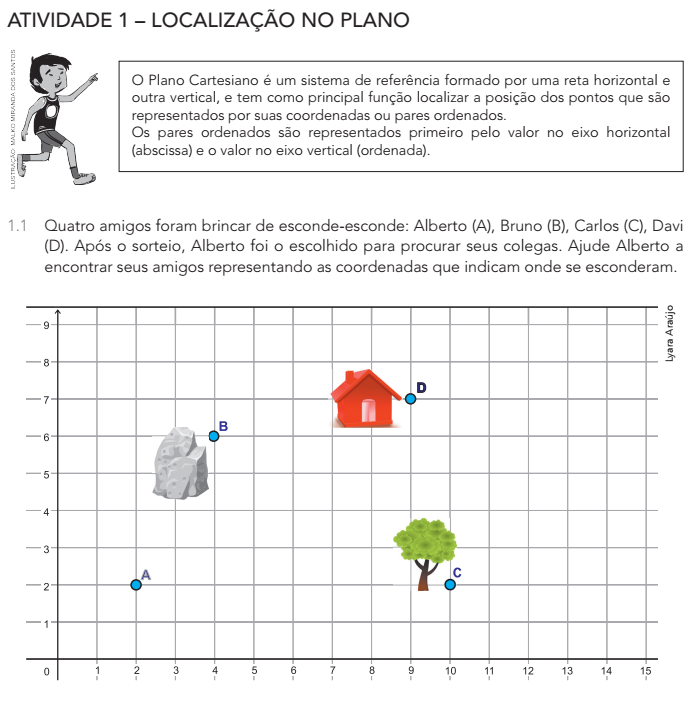 ATIVIDADE 1 – LOCALIZAÇÃO NO PLANO
ILUSTRAÇÃO: MALKO MIRANDA DOS SANTOS
O Plano Cartesiano é um sistema de referência formado por uma reta horizontal e
outra vertical, e tem como principal função localizar a posição dos pontos que são
representados por suas coordenadas ou pares ordenados.
Os pares ordenados são representados primeiro pelo valor no eixo horizontal
(abscissa) e o valor no eixo vertical (ordenada).
1.1 Quatro amigos foram brincar de esconde-esconde: Alberto (A), Bruno (B), Carlos (C), Davi
(D). Após o sorteio, Alberto foi o escolhido para procurar seus colegas. Ajude Alberto a
encontrar seus amigos representando as coordenadas que indicam onde se esconderam.
Lyara Araújo
9
8
7
D
6
B
5
4
3
2
A
C
1
0 1 2 3 4 5 6 7 8 9 10 11 12 13 14 15